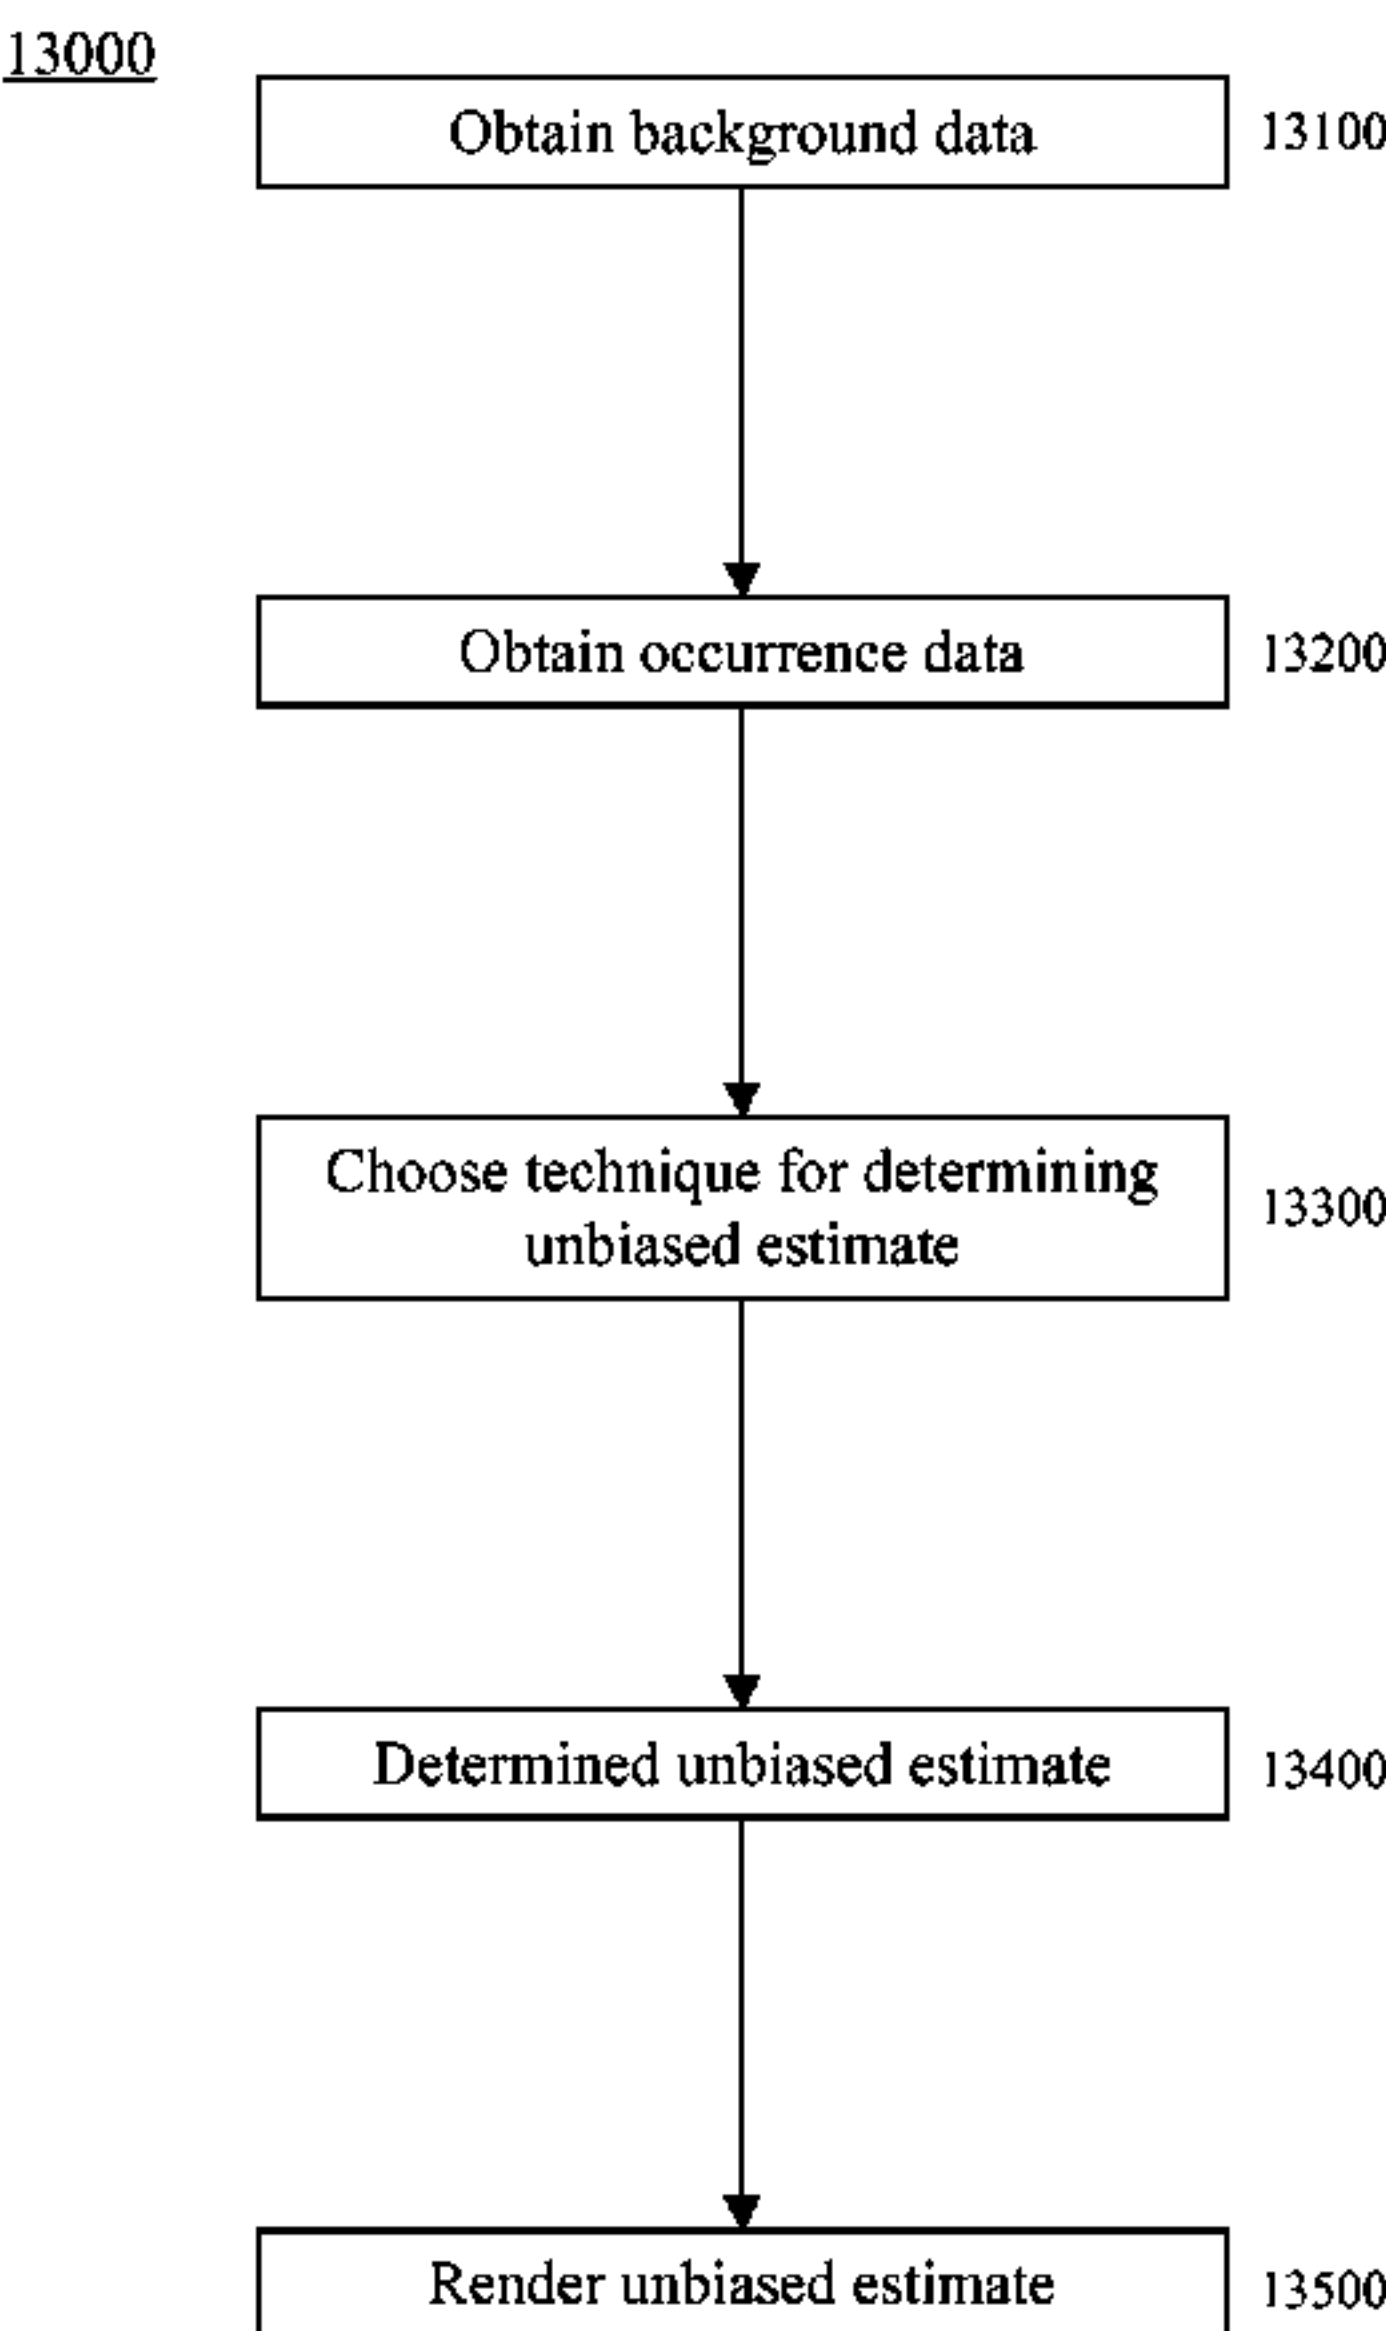 13000
Obtain background data 13100
Obtain occurrence data 13200
Choose technique for determining
unbiased estimate
13300
Determined unbiased estimate 13400
Render unbiased estimate 13500